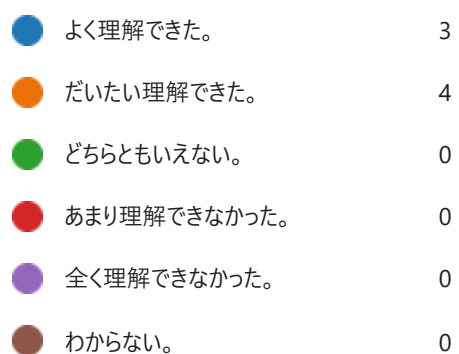 よく理解できた。 3
だいたい理解できた。 4
どちらともいえない。 0
あまり理解できなかった。 0
全く理解できなかった。 0
わからない。 0